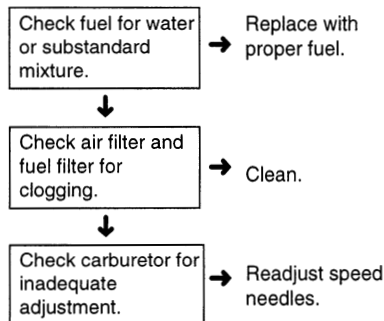 Check fuel for water
or substandard
mixture.
Replace with
proper fuel.
Check air filter and
fuel filter for
clogging.
Clean.
Check carburetor for
inadequate
adjustment.
Readjust speed
needles.